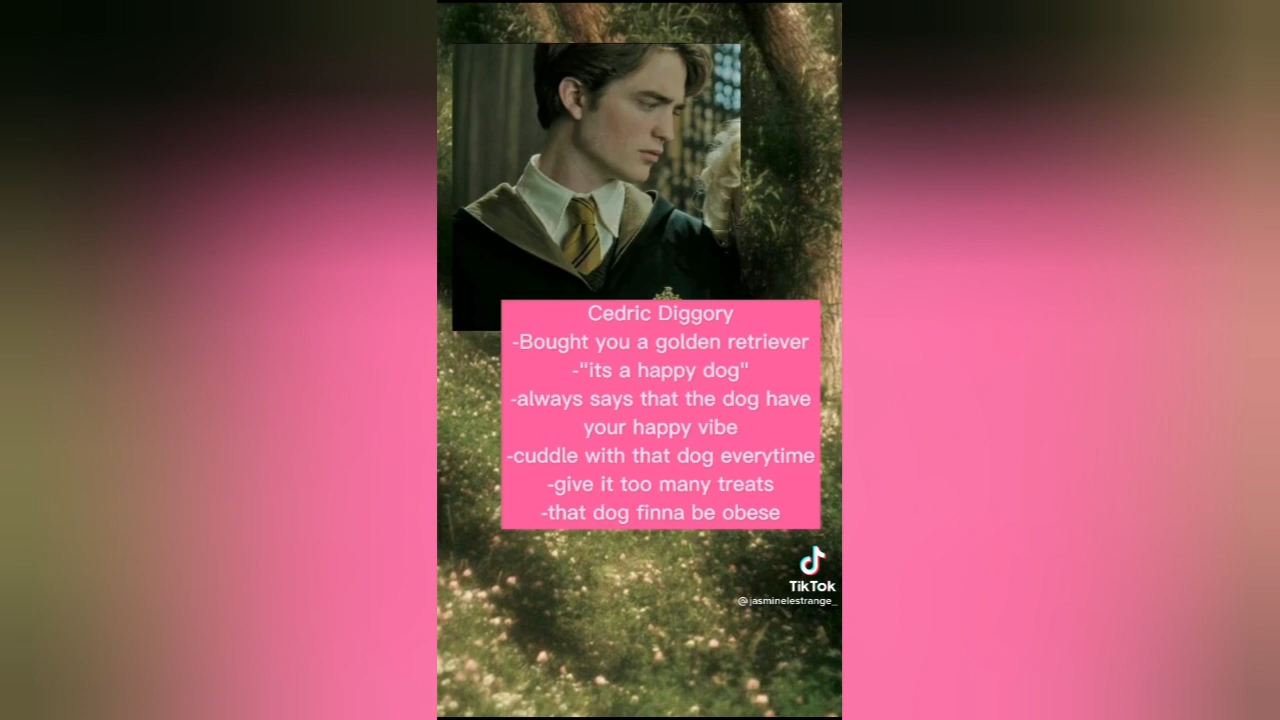 Cedric Diggory
-Bought you a golden retriever
-"its a happy dog"
-always says that the dog have
your happy vibe
-cuddle with that dog everytime
-give it too many treats
-that dog finna be obese
TikTok
@jasminelestrange_